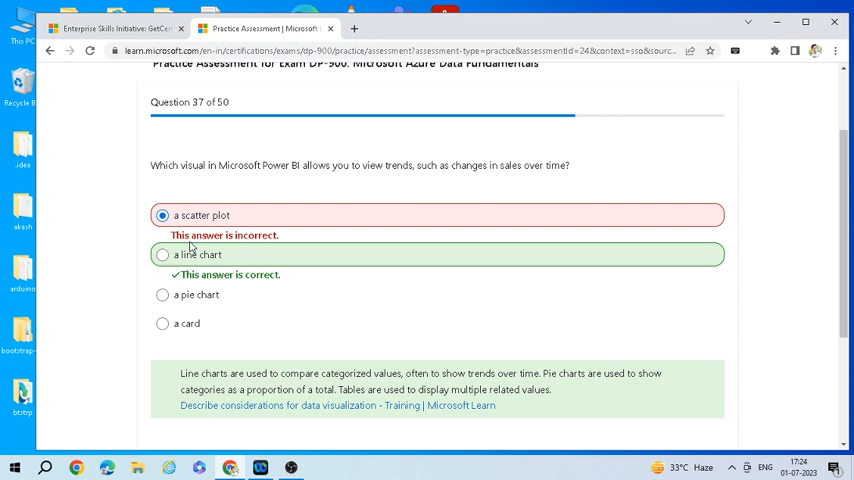 Enterprise Skills Initiative: GetCert
Practice Assessment | Microsoft
learn.microsoft.com/en-in/certifications/exams/dp-900/practice/assessment?assessment-type=practice&assessmentId=24&context=sso&sourc...
This PC
Practice Assessment for Exam DP-900: Microsoft Azure Data Fundamentals
Recycle B
Question 37 of 50
.idea
Which visual in Microsoft Power BI allows you to view trends, such as changes in sales over time?
akash
a scatter plot
This answer is incorrect.
a line chart
This answer is correct.
arduino
a pie chart
a card
bootstrap-
Line charts are used to compare categorized values, often to show trends over time. Pie charts are used to show
categories as a proportion of a total. Tables are used to display multiple related values.
Describe considerations for data visualization - Training | Microsoft Learn
btstrp
33°C Haze
ENG
17:24
01-07-2023